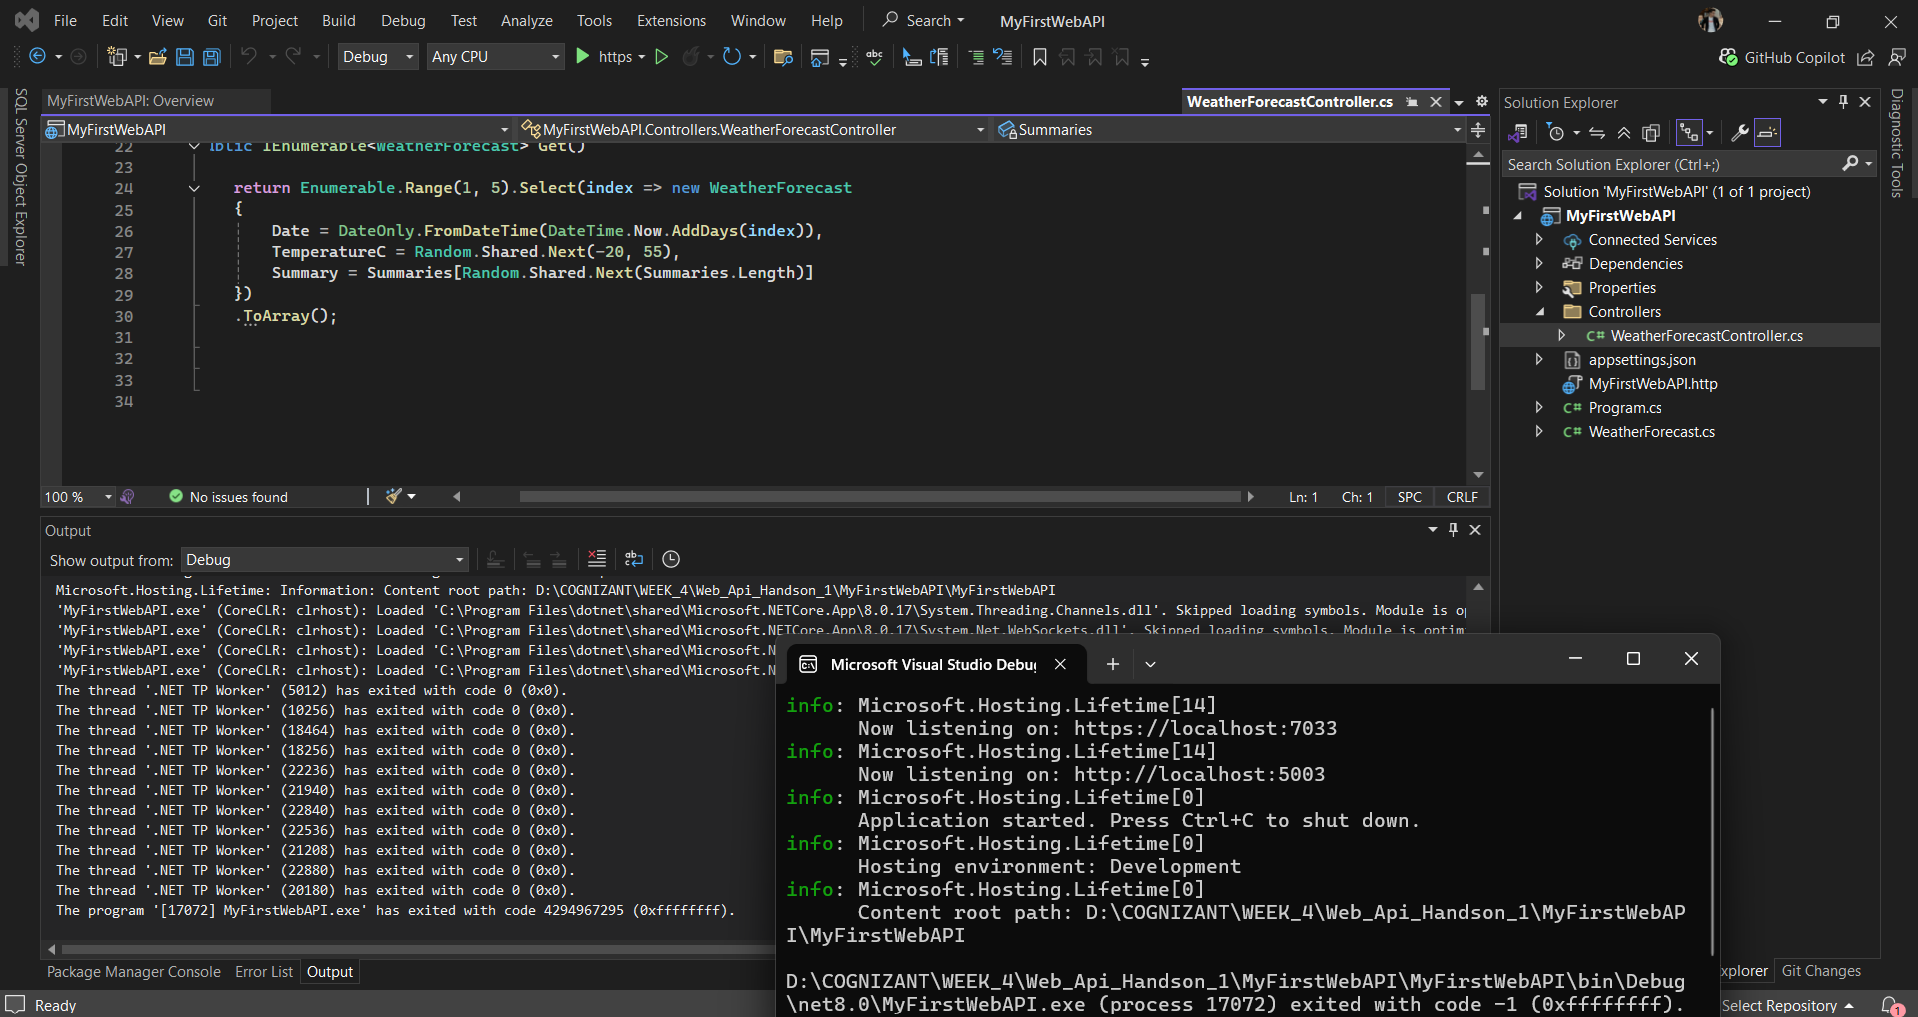 File Edit View Git Project Build Debug Test Analyze Tools Extensions Window Help Search MyFirstWebAPI
Debug Any CPU https GitHub Copilot
SQL Server Object Explorer
MyFirstWebAPI: Overview
WeatherForecastController.cs
MyFirstWebAPI MyFirstWebAPI.Controllers.WeatherForecastController Summaries
22 IEnumerable<WeatherForecast> Get()
23
24 return Enumerable.Range(1, 5).Select(index => new WeatherForecast
25 {
26 Date = DateOnly.FromDateTime(DateTime.Now.AddDays(index)),
27 TemperatureC = Random.Shared.Next(-20, 55),
28 Summary = Summaries[Random.Shared.Next(Summaries.Length)]
29 })
30 .ToArray();
31
32
33
34
100 % No issues found Ln: 1 Ch: 1 SPC CRLF
Output
Show output from: Debug
Microsoft.Hosting.Lifetime: Information: Content root path: D:\COGNIZANT\WEEK_4\Web_Api_Handson_1\MyFirstWebAPI\MyFirstWebAPI
'MyFirstWebAPI.exe' (CoreCLR: clrhost): Loaded 'C:\Program Files\dotnet\shared\Microsoft.NETCore.App\8.0.17\System.Threading.Channels.dll'. Skipped loading symbols. Module is op
'MyFirstWebAPI.exe' (CoreCLR: clrhost): Loaded 'C:\Program Files\dotnet\shared\Microsoft.NETCore.App\8.0.17\System.Net.WebSockets.dll'. Skipped loading symbols. Module is optim
'MyFirstWebAPI.exe' (CoreCLR: clrhost): Loaded 'C:\Program Files\dotnet\shared\Microsoft.N
'MyFirstWebAPI.exe' (CoreCLR: clrhost): Loaded 'C:\Program Files\dotnet\shared\Microsoft.N
The thread '.NET TP Worker' (5012) has exited with code 0 (0x0).
The thread '.NET TP Worker' (10256) has exited with code 0 (0x0).
The thread '.NET TP Worker' (18464) has exited with code 0 (0x0).
The thread '.NET TP Worker' (18256) has exited with code 0 (0x0).
The thread '.NET TP Worker' (22236) has exited with code 0 (0x0).
The thread '.NET TP Worker' (21940) has exited with code 0 (0x0).
The thread '.NET TP Worker' (22840) has exited with code 0 (0x0).
The thread '.NET TP Worker' (22536) has exited with code 0 (0x0).
The thread '.NET TP Worker' (21208) has exited with code 0 (0x0).
The thread '.NET TP Worker' (22880) has exited with code 0 (0x0).
The thread '.NET TP Worker' (20180) has exited with code 0 (0x0).
The program '[17072] MyFirstWebAPI.exe' has exited with code 4294967295 (0xffffffff).
Package Manager Console Error List Output
Ready
Microsoft Visual Studio Debug
info: Microsoft.Hosting.Lifetime[14]
Now listening on: https://localhost:7033
info: Microsoft.Hosting.Lifetime[14]
Now listening on: http://localhost:5003
info: Microsoft.Hosting.Lifetime[0]
Application started. Press Ctrl+C to shut down.
info: Microsoft.Hosting.Lifetime[0]
Hosting environment: Development
info: Microsoft.Hosting.Lifetime[0]
Content root path: D:\COGNIZANT\WEEK_4\Web_Api_Handson_1\MyFirstWebAP
I\MyFirstWebAPI
D:\COGNIZANT\WEEK_4\Web_Api_Handson_1\MyFirstWebAPI\MyFirstWebAPI\bin\Debug
\net8.0\MyFirstWebAPI.exe (process 17072) exited with code -1 (0xffffffff).
Solution Explorer
Search Solution Explorer (Ctrl+;)
Solution 'MyFirstWebAPI' (1 of 1 project)
MyFirstWebAPI
Connected Services
Dependencies
Properties
Controllers
C# WeatherForecastController.cs
appsettings.json
MyFirstWebAPI.http
C# Program.cs
C# WeatherForecast.cs
xplorer Git Changes
Select Repository 1
Diagnostic Tools